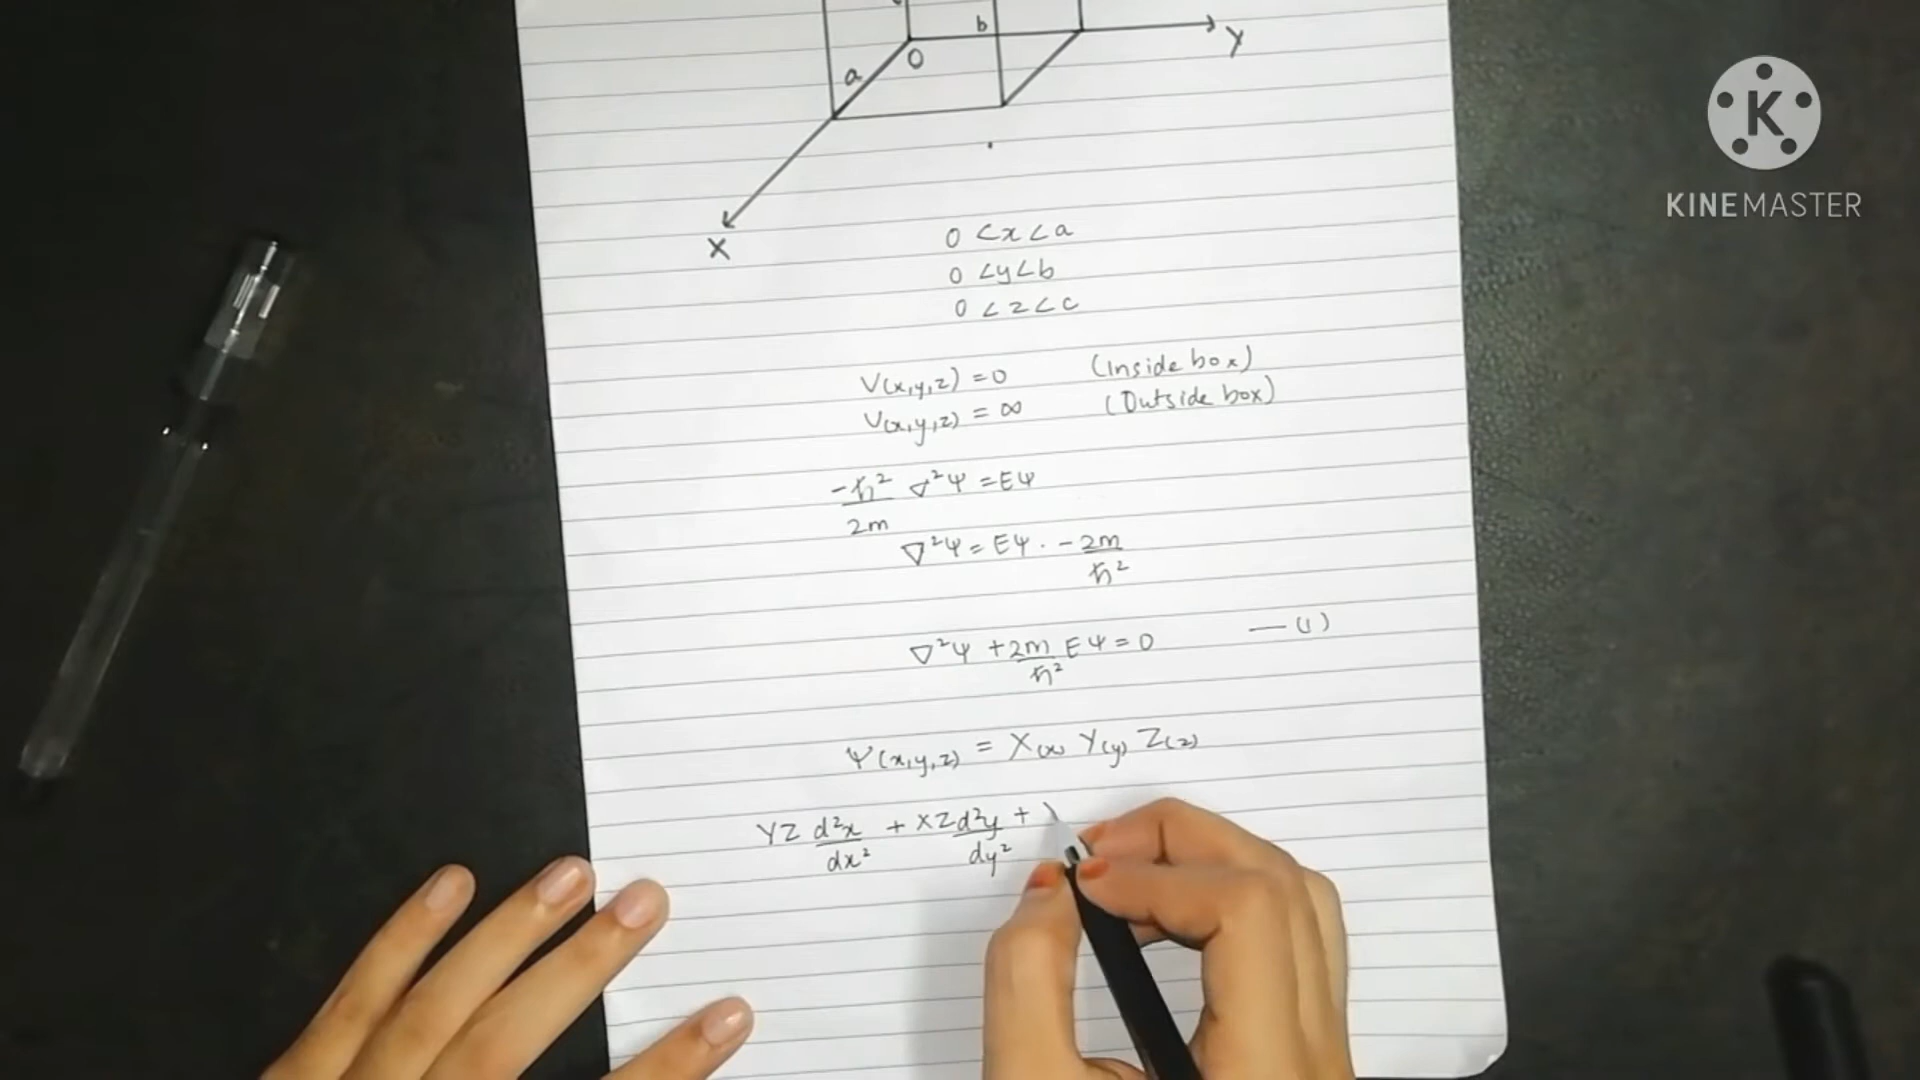 b
Y
a
O
X
K
KINEMASTER
0 < x < a
0 < y < b
0 < z < c
V(x,y,z) = 0 (Inside box)
V(x,y,z) = ∞ (Outside box)
-ℏ²/2m ∇²Ψ = EΨ
∇²Ψ = EΨ · -2m/ℏ²
∇²Ψ + 2m/ℏ² EΨ = 0 — (1)
Ψ(x,y,z) = X(x) Y(y) Z(z)
YZ d²x/dx² + XZ d²y/dy² +